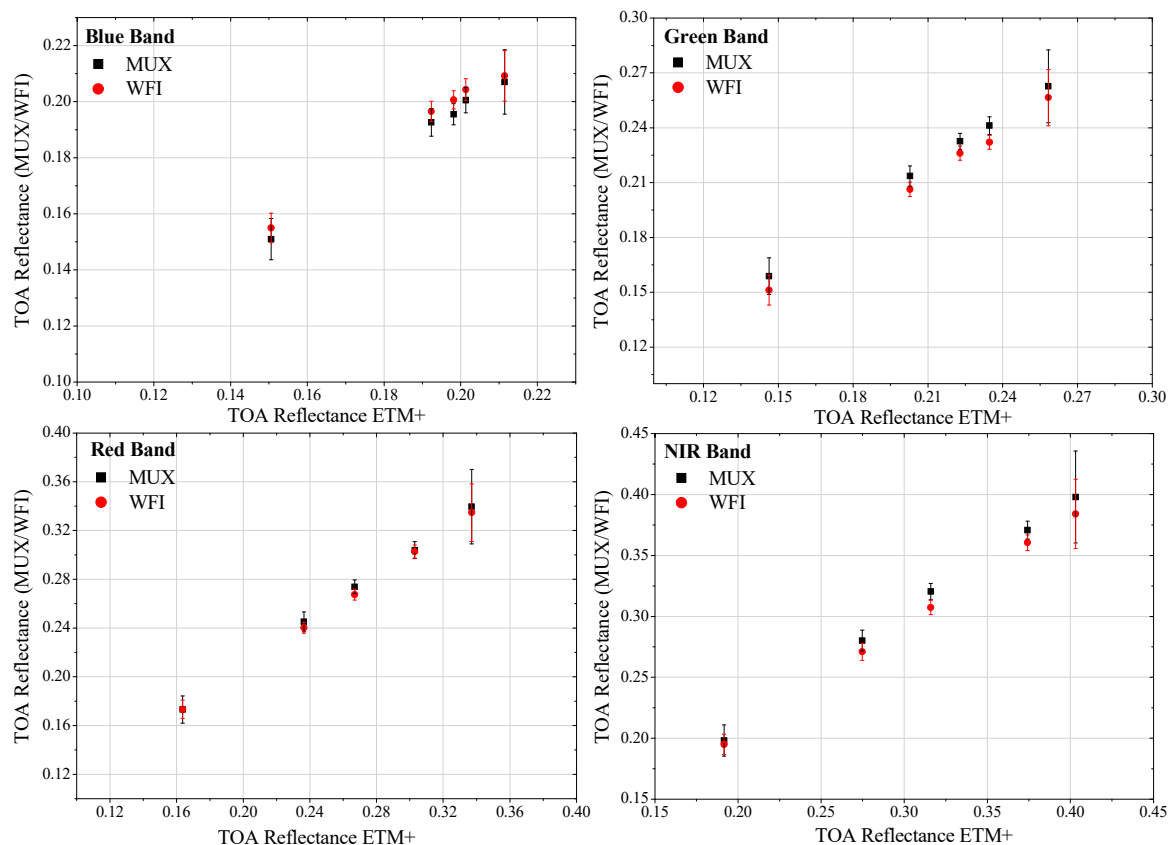 Blue Band
MUX
WFI
TOA Reflectance (MUX/WFI)
0.22
0.20
0.18
0.16
0.14
0.12
0.10
0.10 0.12 0.14 0.16 0.18 0.20 0.22
TOA Reflectance ETM+
Green Band
MUX
WFI
TOA Reflectance (MUX/WFI)
0.30
0.27
0.24
0.21
0.18
0.15
0.12
0.12 0.15 0.18 0.21 0.24 0.27 0.30
TOA Reflectance ETM+
Red Band
MUX
WFI
TOA Reflectance (MUX/WFI)
0.40
0.36
0.32
0.28
0.24
0.20
0.16
0.12
0.12 0.16 0.20 0.24 0.28 0.32 0.36 0.40
TOA Reflectance ETM+
NIR Band
MUX
WFI
TOA Reflectance (MUX/WFI)
0.45
0.40
0.35
0.30
0.25
0.20
0.15
0.15 0.20 0.25 0.30 0.35 0.40 0.45
TOA Reflectance ETM+